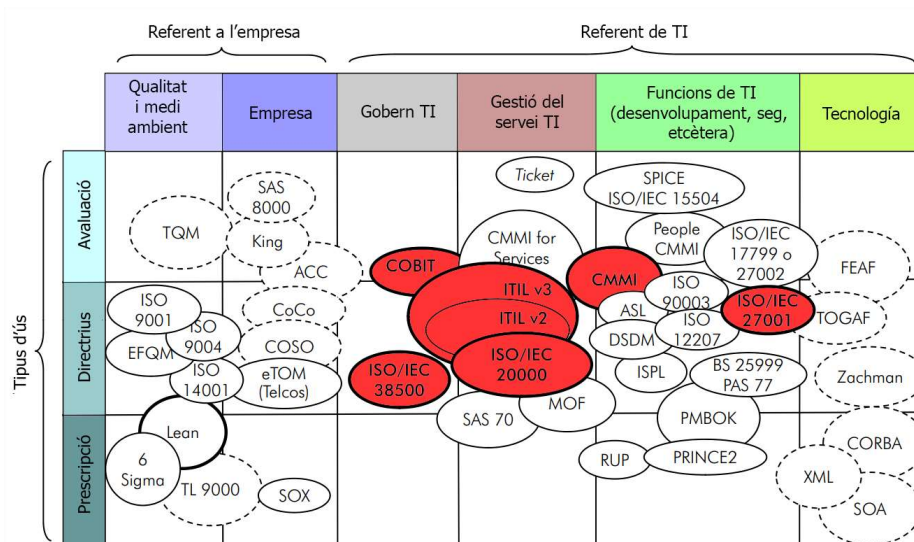 Referent a l'empresa
Referent de TI
Qualitat
i medi
ambient
Empresa
Gobern TI
Gestió del
servei TI
Funcions de TI
(desenvolupament, seg,
etcètera)
Tecnología
Tipus d'ús
Avaluació
Directrius
Prescripció
TQM
SAS
8000
King
ACC
Ticket
CMMI for
Services
COBIT
SPICE
ISO/IEC 15504
People
CMMI
ISO/IEC
17799 o
27002
FEAF
CMMI
ITIL v3
ITIL v2
ISO
9001
ISO
9004
EFQM
ISO
14001
CoCo
COSO
eTOM
(Telcos)
ISO/IEC
38500
ISO/IEC
20000
ASL
ISO
90003
ISO/IEC
27001
TOGAF
DSDM
ISO
12207
ISPL
BS 25999
PAS 77
Zachman
SAS 70
MOF
PMBOK
Lean
6
Sigma
TL 9000
SOX
RUP
PRINCE2
CORBA
XML
SOA